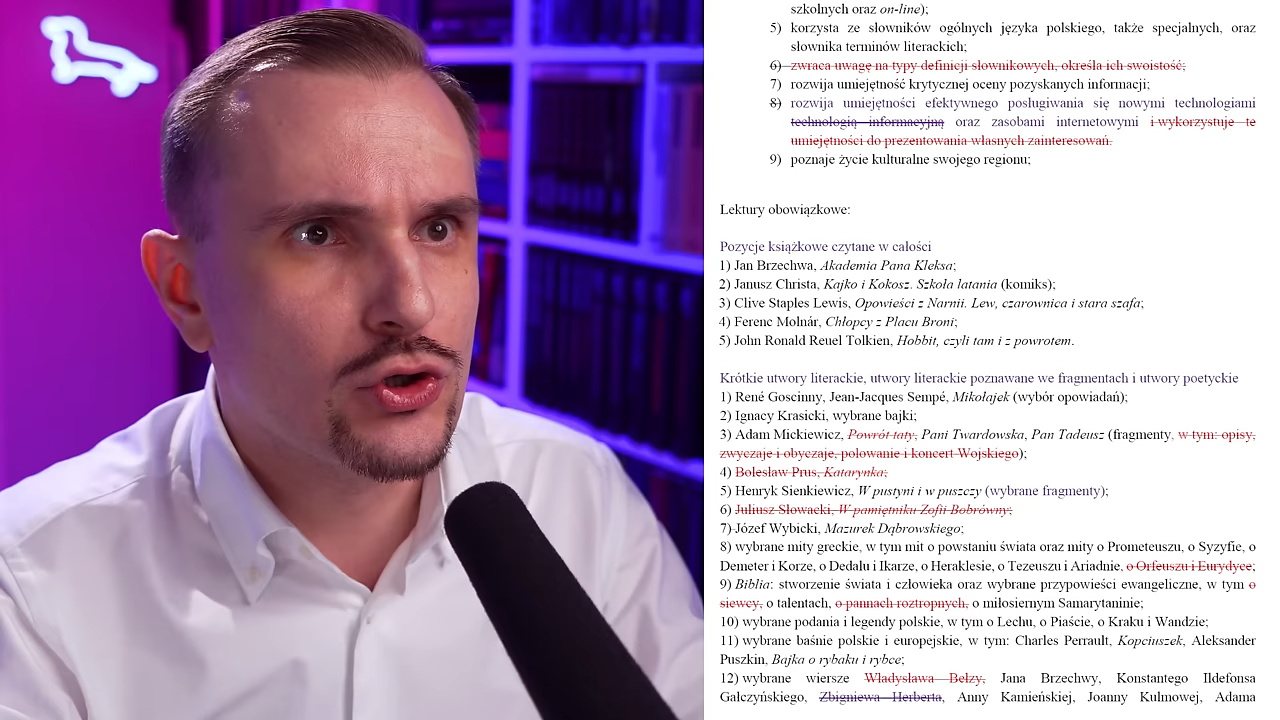 szkolnych oraz on-line);
5) korzysta ze słowników ogólnych języka polskiego, także specjalnych, oraz
słownika terminów literackich;
6) zwraca uwagę na typy definicji słownikowych, określa ich swoistość;
7) rozwija umiejętność krytycznej oceny pozyskanych informacji;
8) rozwija umiejętności efektywnego posługiwania się nowymi technologiami
technologią informacyjną oraz zasobami internetowymi i wykorzystuje te
umiejętności do prezentowania własnych zainteresowań.
9) poznaje życie kulturalne swojego regionu;
Lektury obowiązkowe:
Pozycje książkowe czytane w całości
1) Jan Brzechwa, Akademia Pana Kleksa;
2) Janusz Christa, Kajko i Kokosz. Szkoła latania (komiks);
3) Clive Staples Lewis, Opowieści z Narnii. Lew, czarownica i stara szafa;
4) Ferenc Molnár, Chłopcy z Placu Broni;
5) John Ronald Reuel Tolkien, Hobbit, czyli tam i z powrotem.
Krótkie utwory literackie, utwory literackie poznawane we fragmentach i utwory poetyckie
1) René Goscinny, Jean-Jacques Sempé, Mikołajek (wybór opowiadań);
2) Ignacy Krasicki, wybrane bajki;
3) Adam Mickiewicz, Powrót taty, Pani Twardowska, Pan Tadeusz (fragmenty, w tym: opisy,
zwyczaje i obyczaje, polowanie i koncert Wojskiego);
4) Bolesław Prus, Katarynka;
5) Henryk Sienkiewicz, W pustyni i w puszczy (wybrane fragmenty);
6) Juliusz Słowacki, W pamiętniku Zofii Bobrówny;
7) Józef Wybicki, Mazurek Dąbrowskiego;
8) wybrane mity greckie, w tym mit o powstaniu świata oraz mity o Prometeuszu, o Syzyfie, o
Demeter i Korze, o Dedalu i Ikarze, o Heraklesie, o Tezeuszu i Ariadnie, o Orfeuszu i Eurydyce;
9) Biblia: stworzenie świata i człowieka oraz wybrane przypowieści ewangeliczne, w tym o
siewcy, o talentach, o pannach roztropnych, o miłosiernym Samarytaninie;
10) wybrane podania i legendy polskie, w tym o Lechu, o Piaście, o Kraku i Wandzie;
11) wybrane baśnie polskie i europejskie, w tym: Charles Perrault, Kopciuszek, Aleksander
Puszkin, Bajka o rybaku i rybce;
12) wybrane wiersze Władysława Bełzy, Jana Brzechwy, Konstantego Ildefonsa
Gałczyńskiego, Zbigniewa Herberta, Anny Kamieńskiej, Joanny Kulmowej, Adama